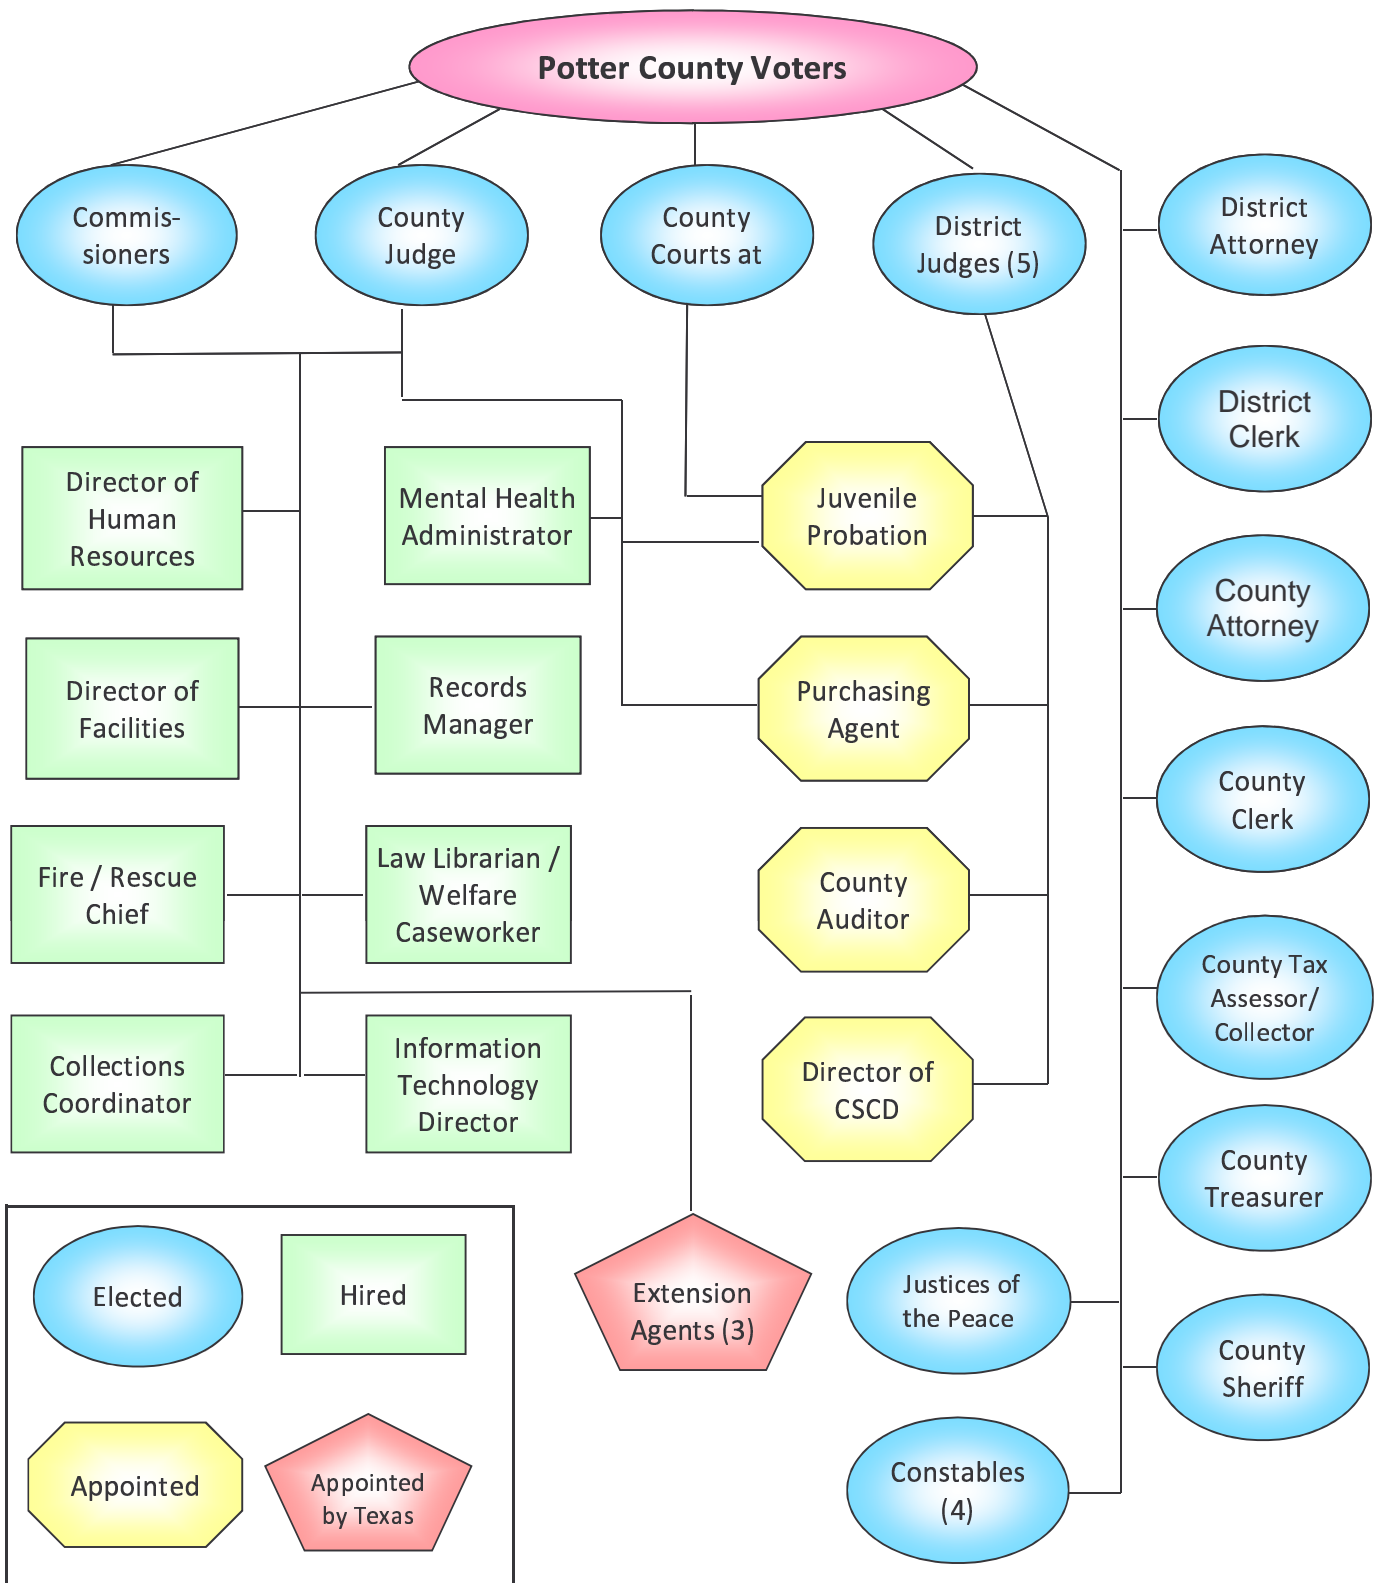 Potter County Voters
Commis-
sioners
County
Judge
County
Courts at
District
Judges (5)
District
Attorney
District
Clerk
County
Attorney
County
Clerk
County Tax
Assessor/
Collector
County
Treasurer
County
Sheriff
Justices of
the Peace
Constables
(4)
Director of
Human
Resources
Mental Health
Administrator
Juvenile
Probation
Director of
Facilities
Records
Manager
Purchasing
Agent
Fire / Rescue
Chief
Law Librarian /
Welfare
Caseworker
County
Auditor
Collections
Coordinator
Information
Technology
Director
Director of
CSCD
Extension
Agents (3)
Elected
Hired
Appointed
Appointed
by Texas